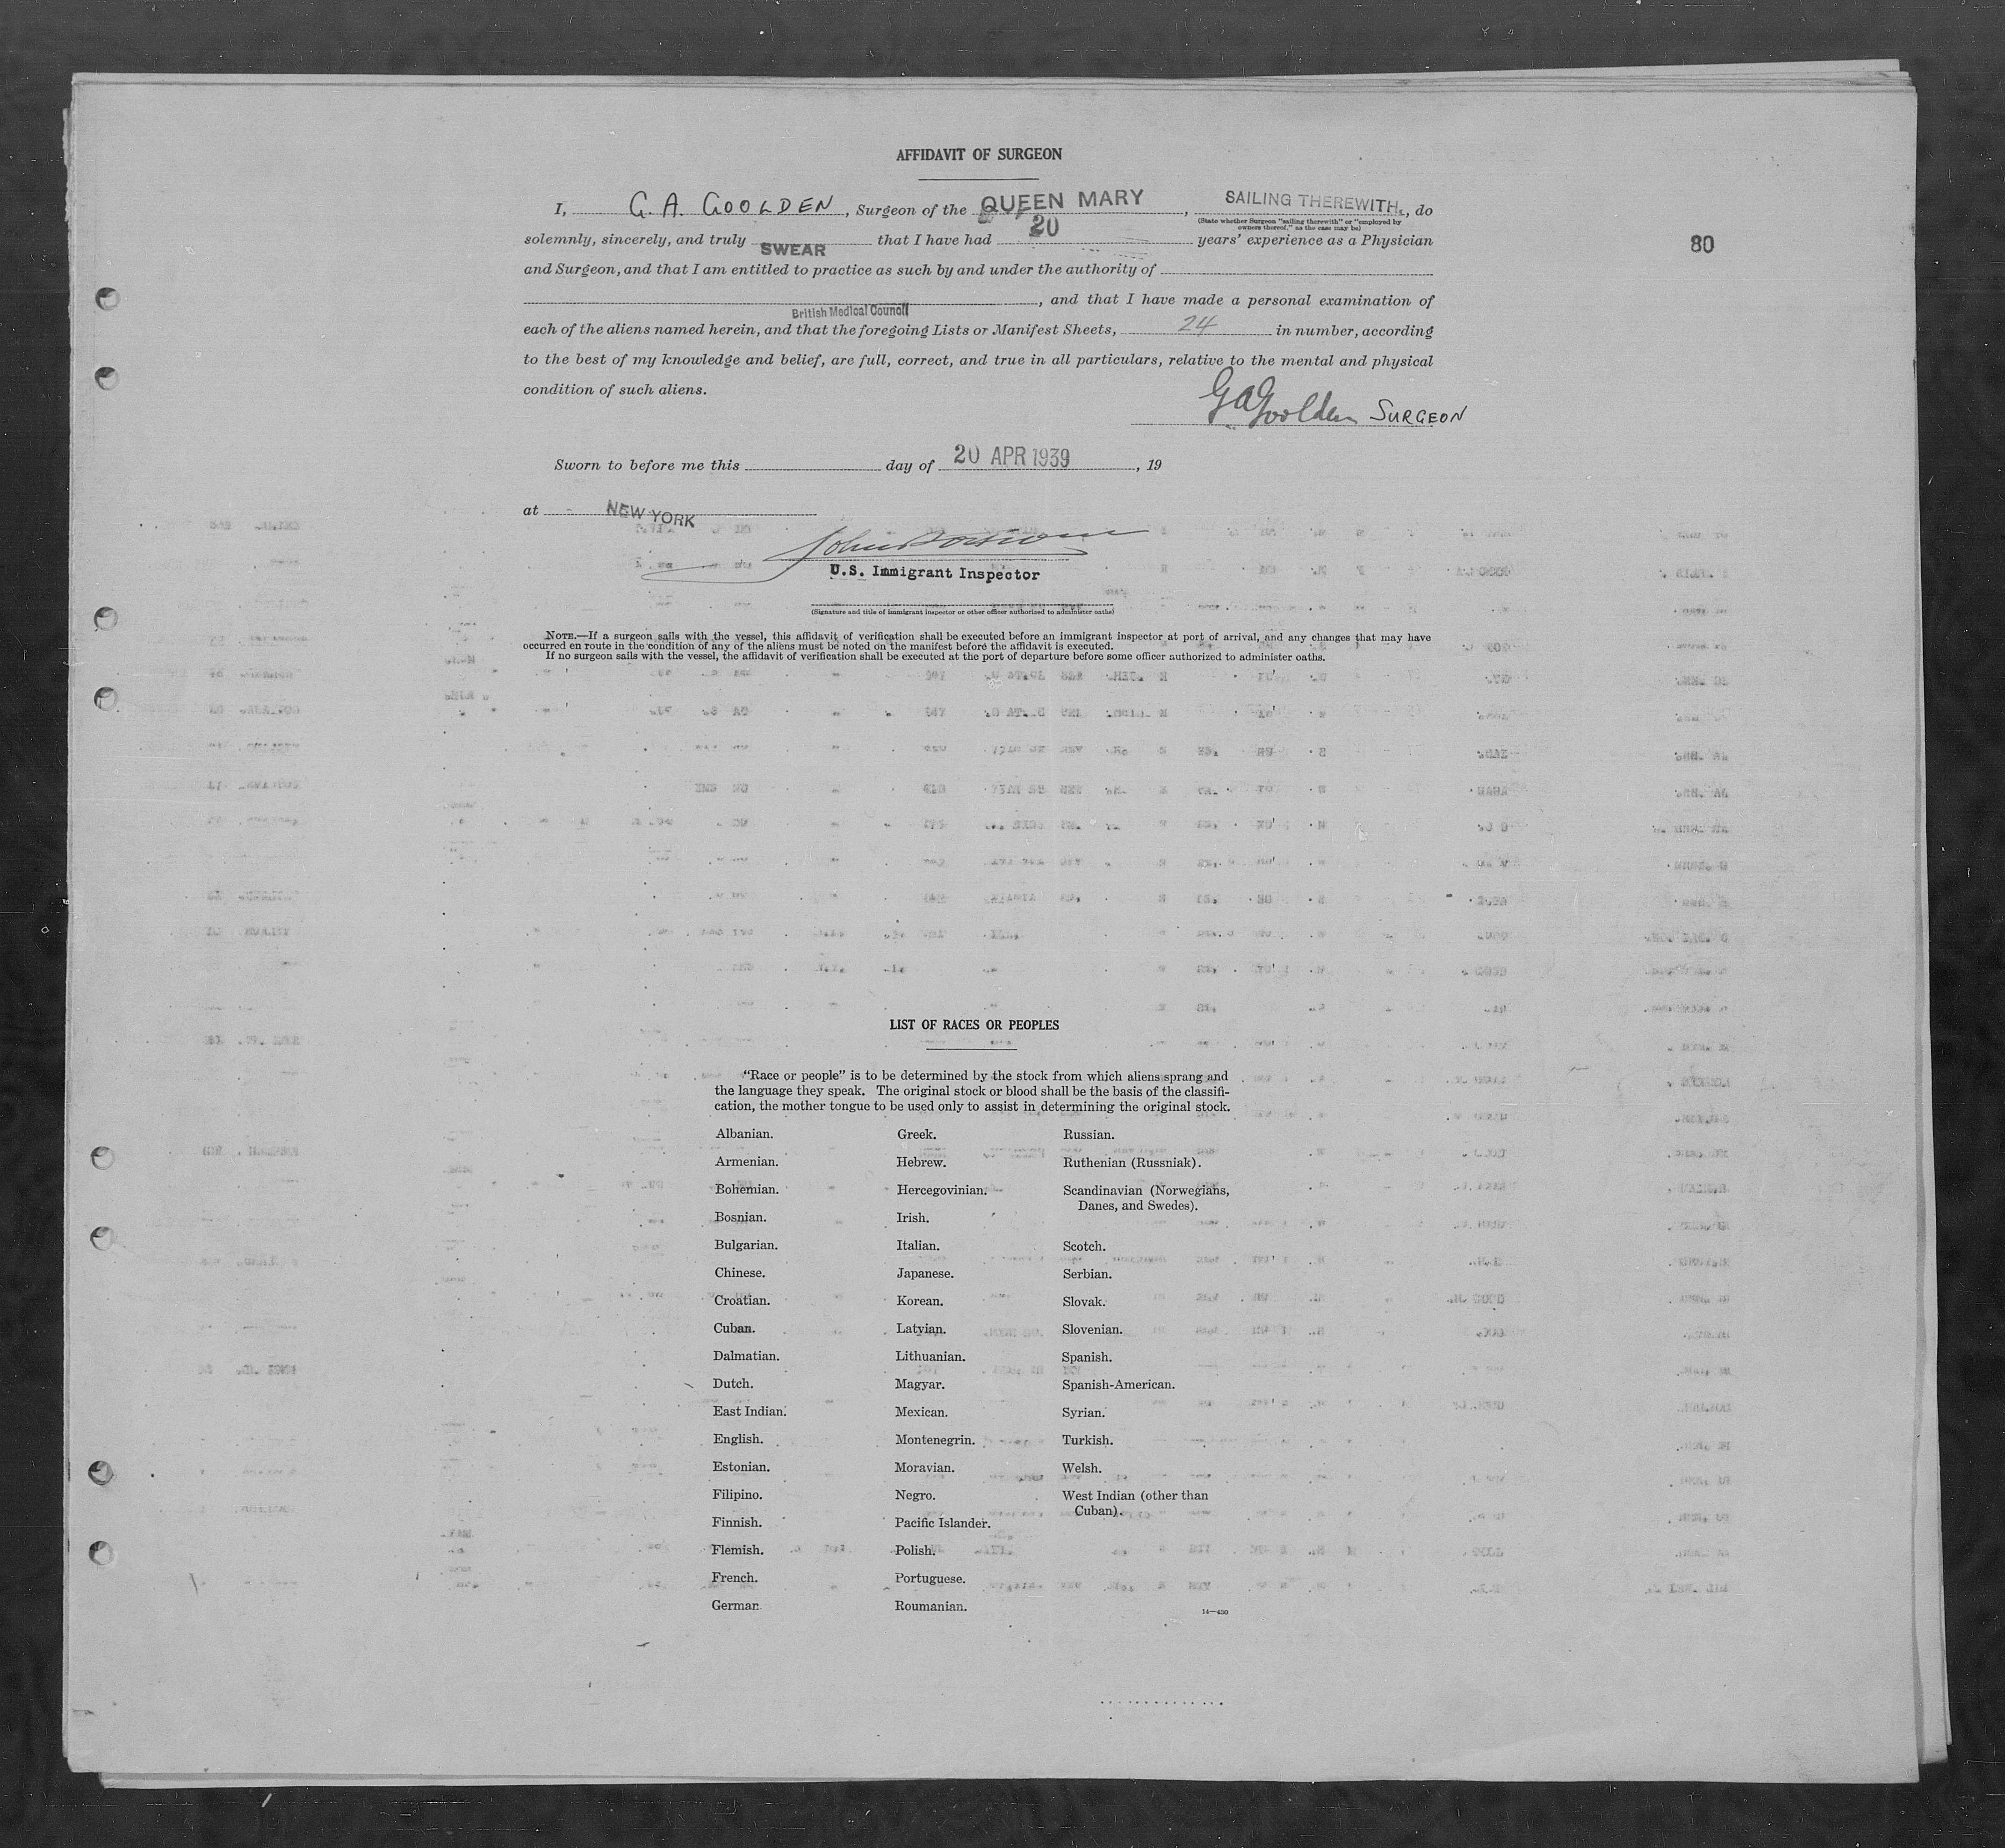 AFFIDAVIT OF SURGEON
I, G. A. GOOLDEN, Surgeon of the QUEEN MARY, SAILING THEREWITH, do
(State whether Surgeon "sailing therewith" or "employed by
owners thereof," as the case may be)
solemnly, sincerely, and truly SWEAR that I have had 20 years' experience as a Physician
80
and Surgeon, and that I am entitled to practice as such by and under the authority of
British Medical Council, and that I have made a personal examination of
each of the aliens named herein, and that the foregoing Lists or Manifest Sheets, 24 in number, according
to the best of my knowledge and belief, are full, correct, and true in all particulars, relative to the mental and physical
condition of such aliens.
G A Goolden SURGEON
Sworn to before me this day of 20 APR 1939, 19
at NEW YORK
U.S. Immigrant Inspector
(Signature and title of immigrant inspector or other officer authorized to administer oaths)
NOTE.—If a surgeon sails with the vessel, this affidavit of verification shall be executed before an immigrant inspector at port of arrival, and any changes that may have
occurred en route in the condition of any of the aliens must be noted on the manifest before the affidavit is executed.
If no surgeon sails with the vessel, the affidavit of verification shall be executed at the port of departure before some officer authorized to administer oaths.
LIST OF RACES OR PEOPLES
"Race or people" is to be determined by the stock from which aliens sprang and
the language they speak. The original stock or blood shall be the basis of the classifi-
cation, the mother tongue to be used only to assist in determining the original stock.
Albanian.
Armenian.
Bohemian.
Bosnian.
Bulgarian.
Chinese.
Croatian.
Cuban.
Dalmatian.
Dutch.
East Indian.
English.
Estonian.
Filipino.
Finnish.
Flemish.
French.
German.
Greek.
Hebrew.
Hercegovinian.
Irish.
Italian.
Japanese.
Korean.
Latvian.
Lithuanian.
Magyar.
Mexican.
Montenegrin.
Moravian.
Negro.
Pacific Islander.
Polish.
Portuguese.
Roumanian.
Russian.
Ruthenian (Russniak).
Scandinavian (Norwegians,
Danes, and Swedes).
Scotch.
Serbian.
Slovak.
Slovenian.
Spanish.
Spanish-American.
Syrian.
Turkish.
Welsh.
West Indian (other than
Cuban).
14—430